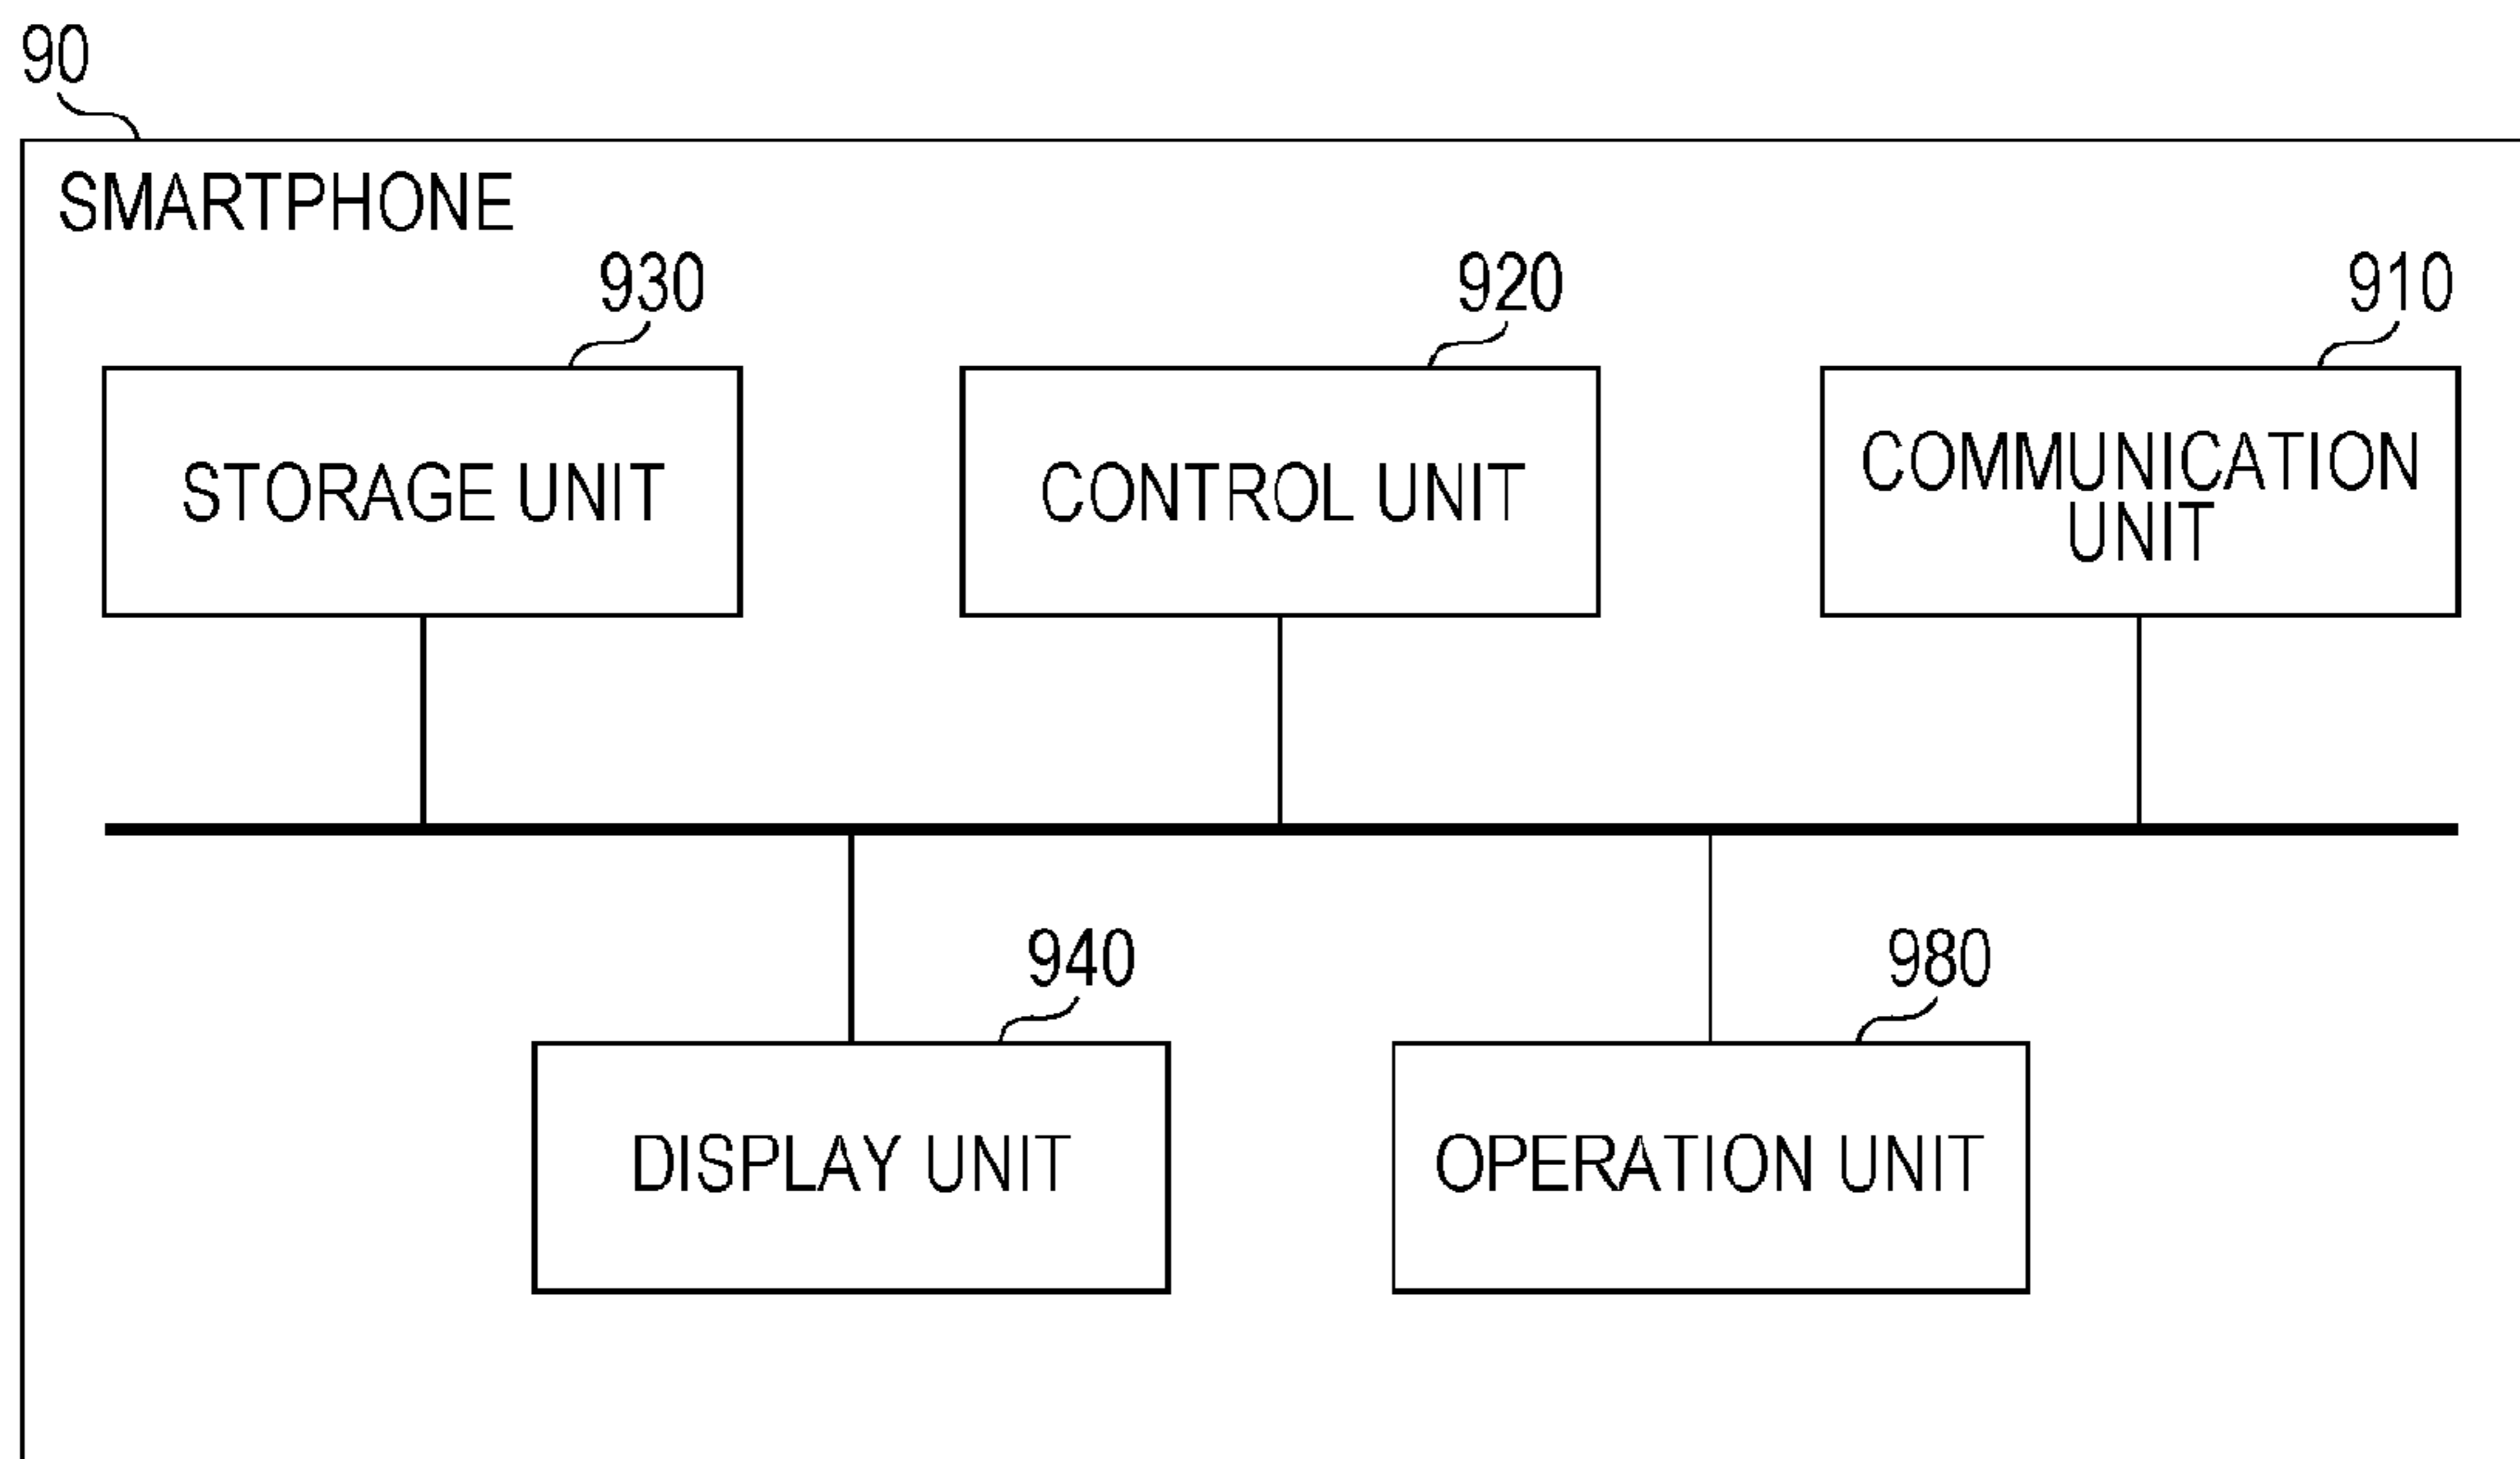 90
SMARTPHONE
930
920
910
STORAGE UNIT
CONTROL UNIT
COMMUNICATION
UNIT
940
980
DISPLAY UNIT
OPERATION UNIT